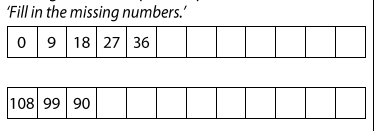 'Fill in the missing numbers.'
0 9 18 27 36
108 99 90